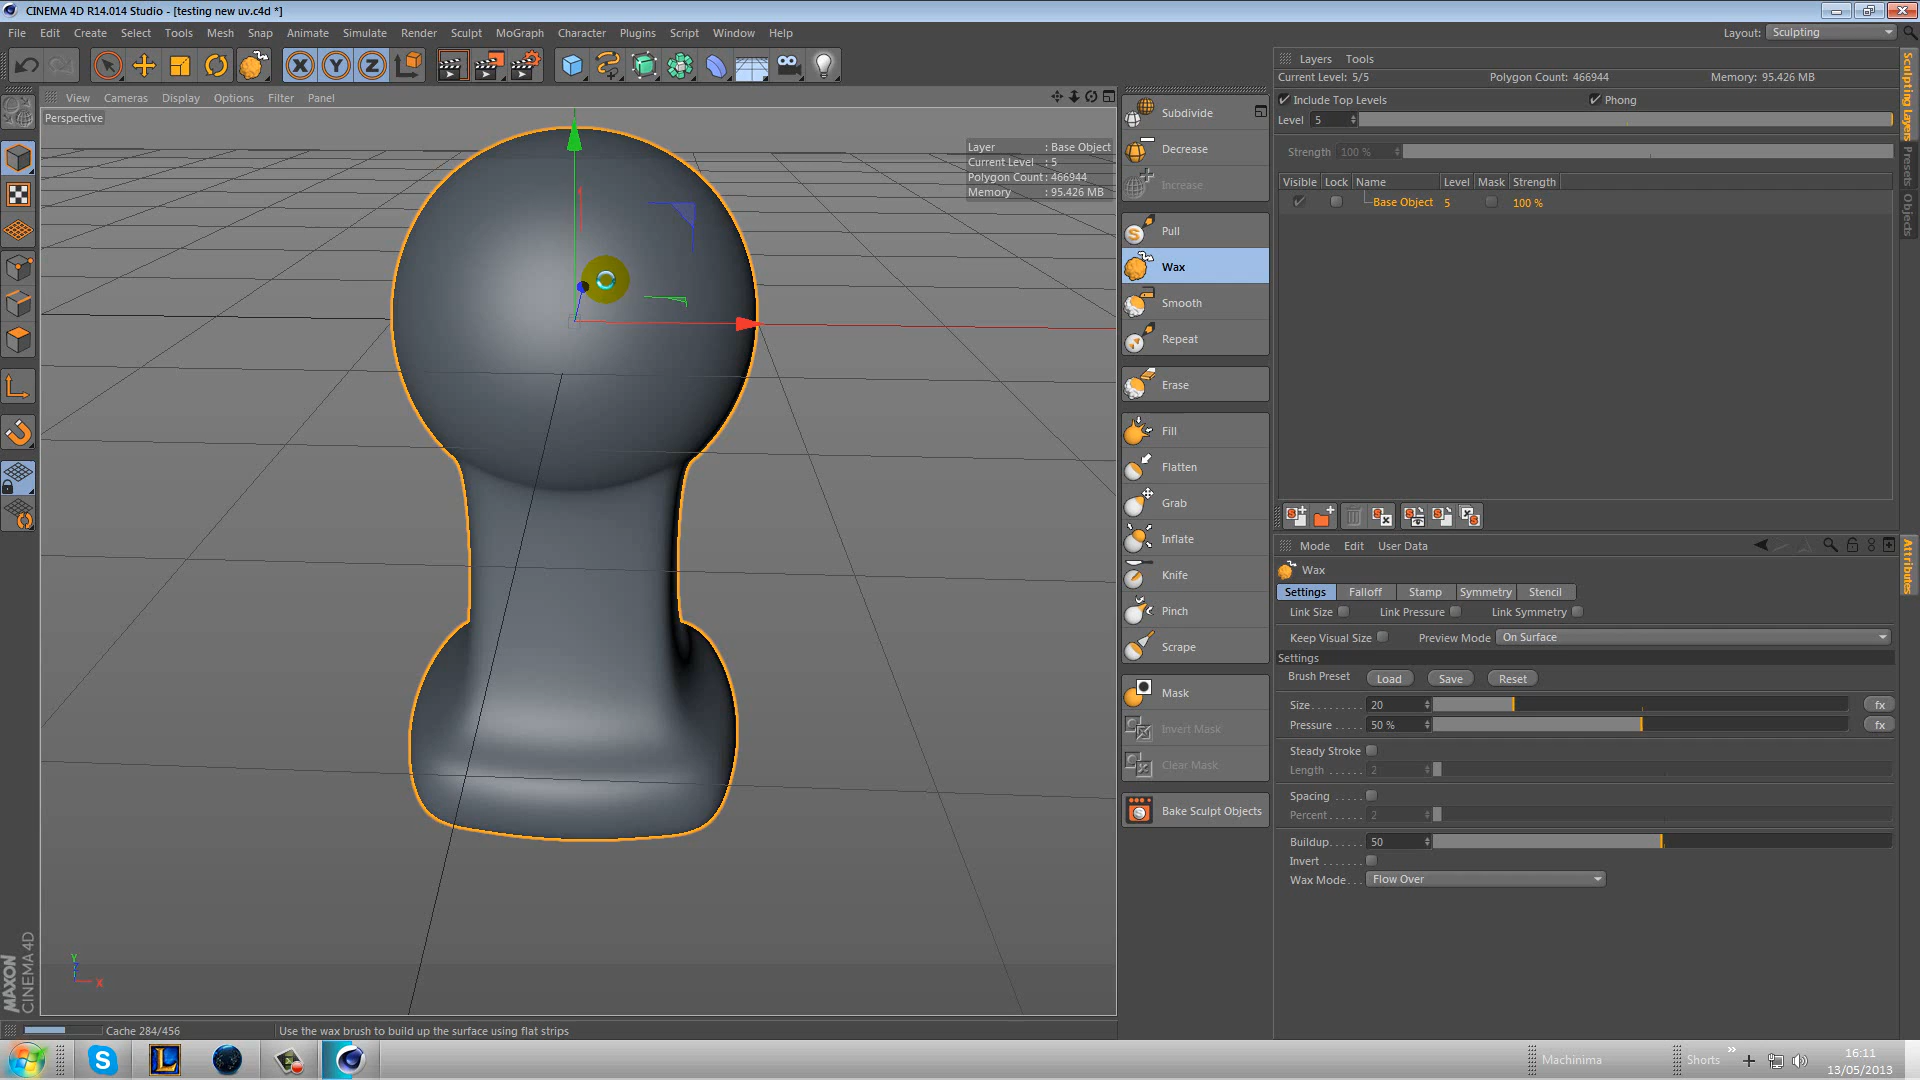 CINEMA 4D R14.014 Studio - [testing new uv.c4d *]
File Edit Create Select Tools Mesh Snap Animate Simulate Render Sculpt MoGraph Character Plugins Script Window Help
Layout: Sculpting
View Cameras Display Options Filter Panel
Perspective
Layer : Base Object
Current Level : 5
Polygon Count : 466944
Memory : 95.426 MB
X Y Z
Y
X
MAXON
CINEMA 4D
Cache 284/456
Use the wax brush to build up the surface using flat strips
Subdivide
Decrease
Increase
Pull
Wax
Smooth
Repeat
Erase
Fill
Flatten
Grab
Inflate
Knife
Pinch
Scrape
Mask
Invert Mask
Clear Mask
Bake Sculpt Objects
Layers Tools
Current Level: 5/5 Polygon Count: 466944 Memory: 95.426 MB
Include Top Levels Phong
Level 5
Strength 100 %
Visible Lock Name Level Mask Strength
Base Object 5 100 %
Sculpting Layers
Presets
Objects
Attributes
Mode Edit User Data
Wax
Settings Falloff Stamp Symmetry Stencil
Link Size Link Pressure Link Symmetry
Keep Visual Size Preview Mode On Surface
Settings
Brush Preset Load Save Reset
Size 20 fx
Pressure 50 % fx
Steady Stroke
Length 2
Spacing
Percent 2
Buildup 50
Invert
Wax Mode Flow Over
Machinima
Shorts
16:11
13/05/2013